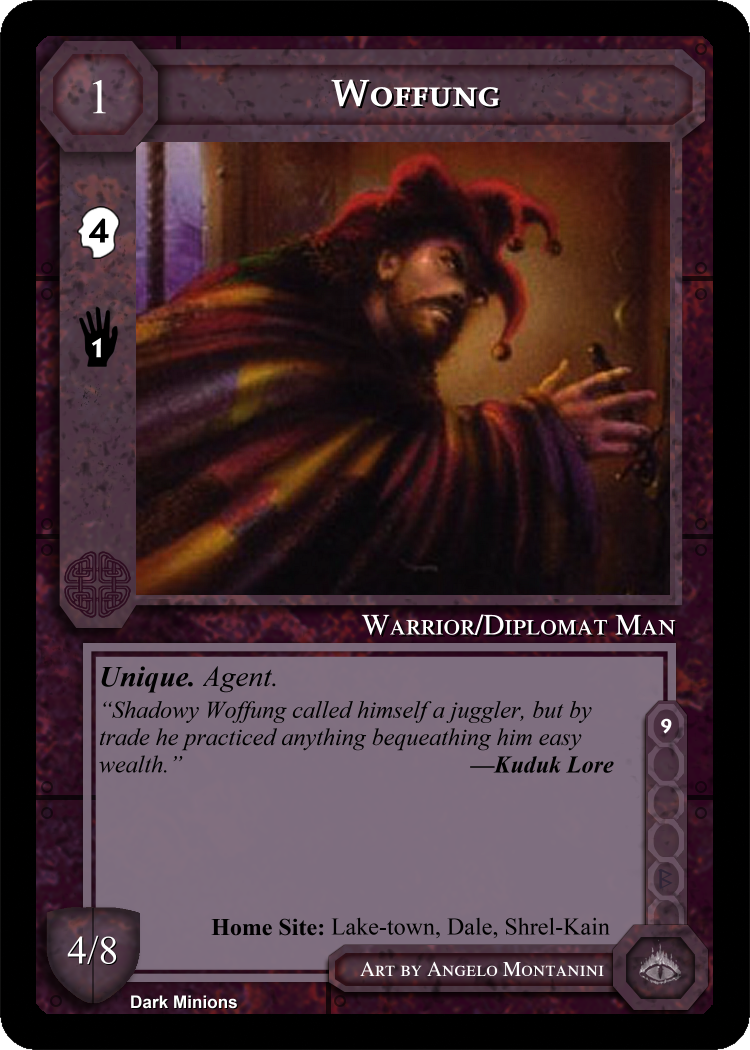 1
Woffung
4
1
Warrior/Diplomat Man
Unique. Agent.
“Shadowy Woffung called himself a juggler, but by
trade he practiced anything bequeathing him easy
wealth.” —Kuduk Lore
9
Home Site: Lake-town, Dale, Shrel-Kain
4/8
Art by Angelo Montanini
Dark Minions